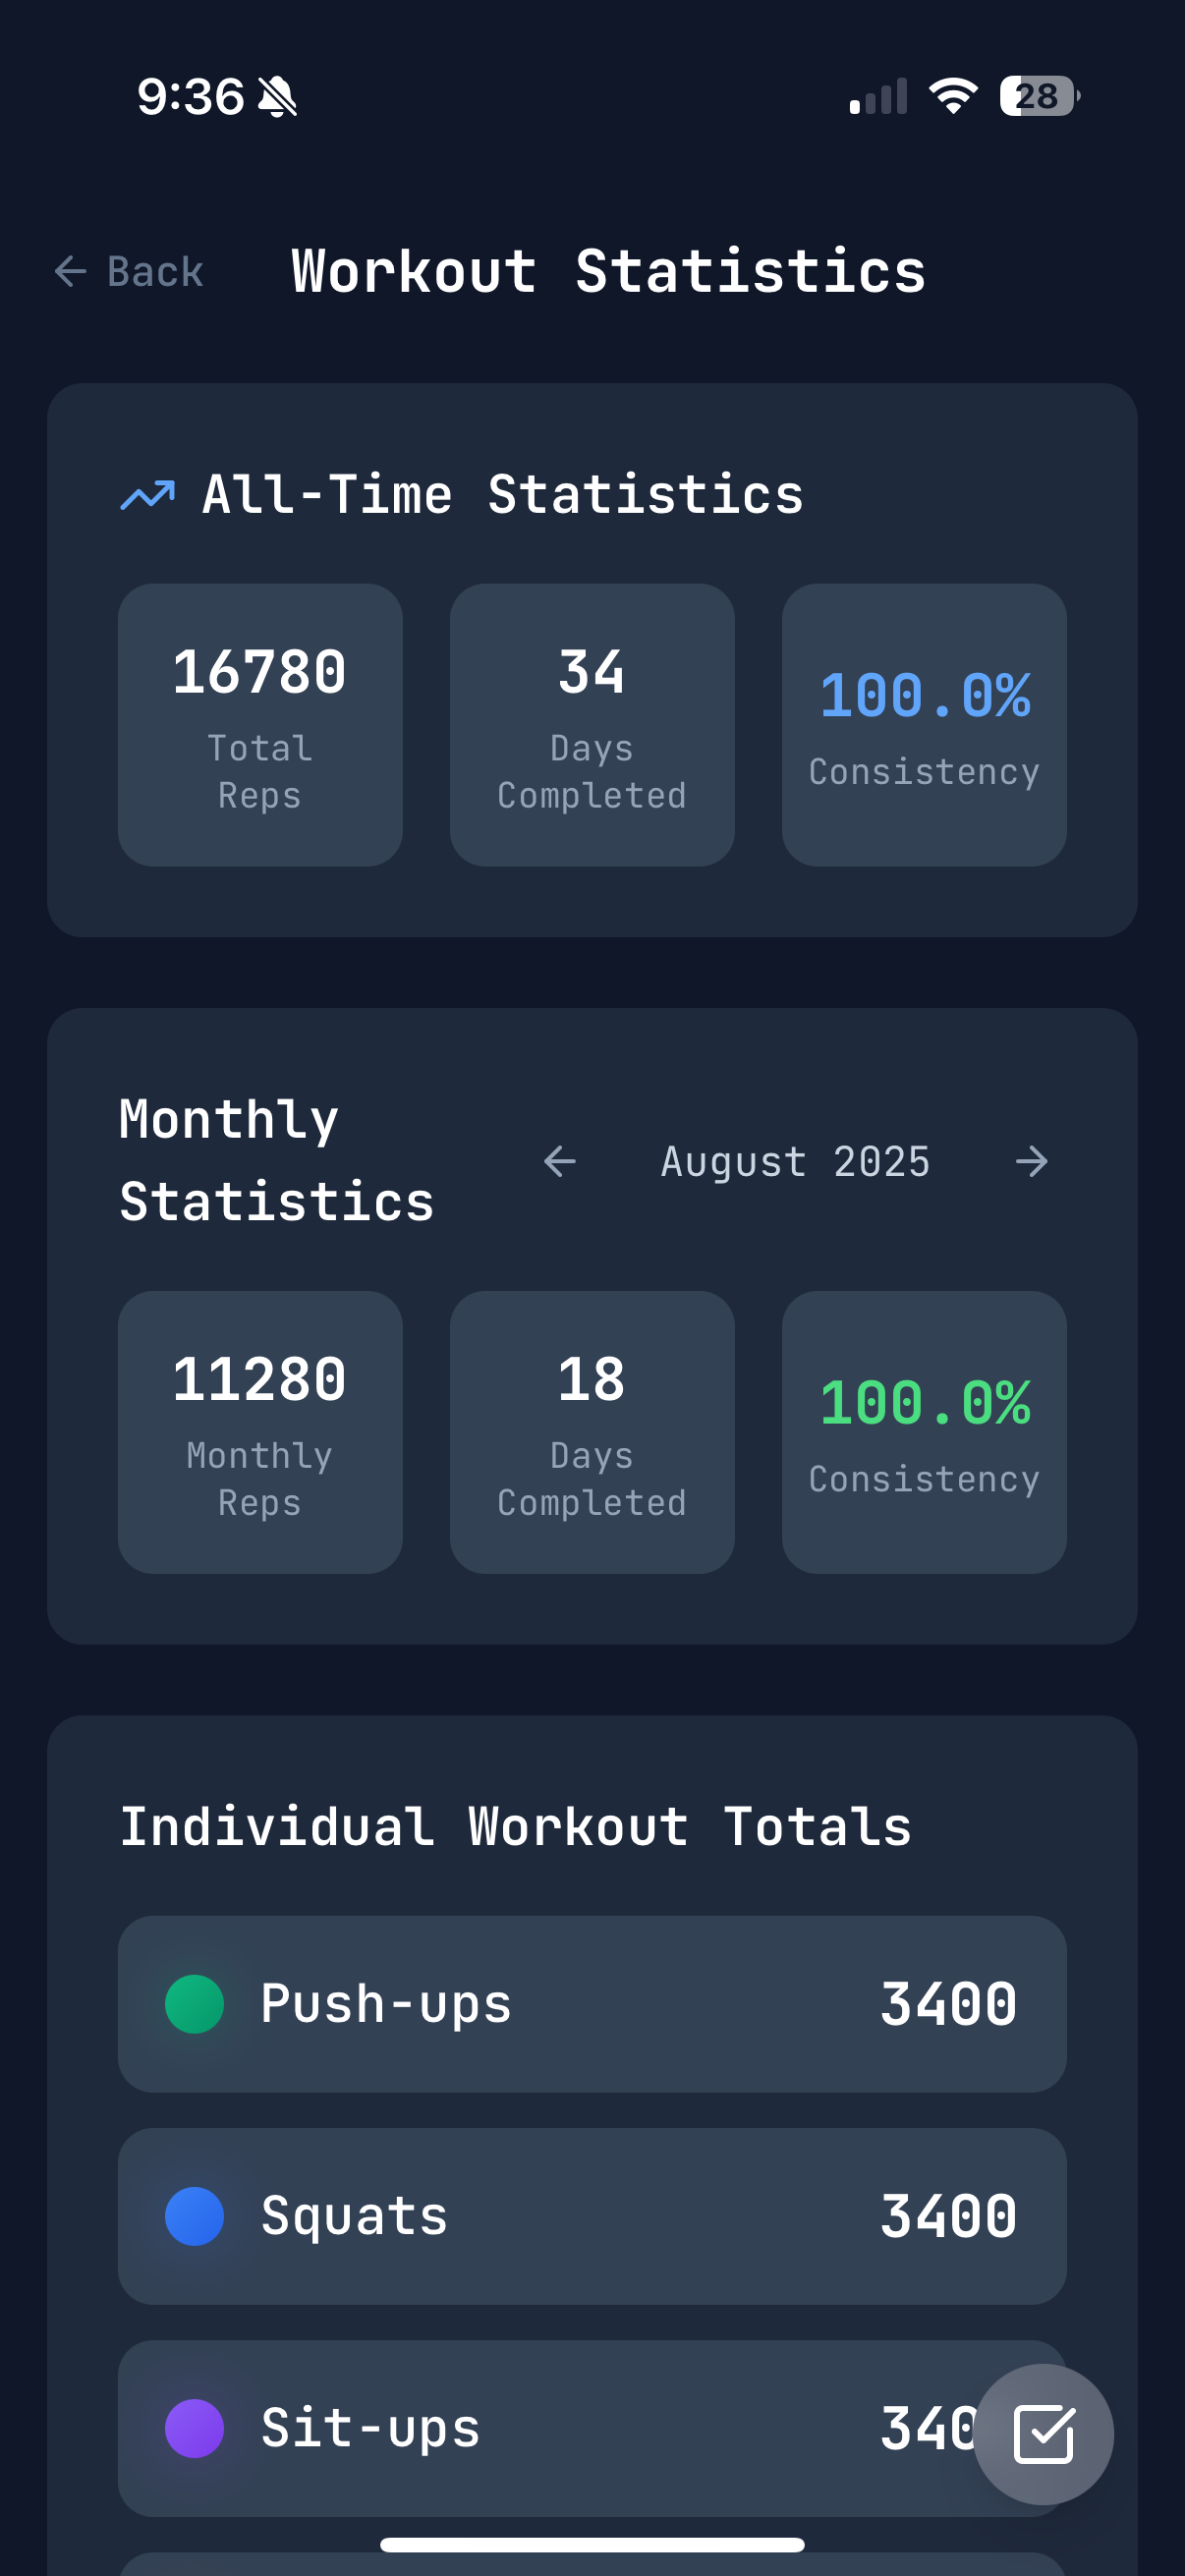 9:36
28
Back
Workout Statistics
All-Time Statistics
16780
Total
Reps
34
Days
Completed
100.0%
Consistency
Monthly
Statistics
August 2025
11280
Monthly
Reps
18
Days
Completed
100.0%
Consistency
Individual Workout Totals
Push-ups
3400
Squats
3400
Sit-ups